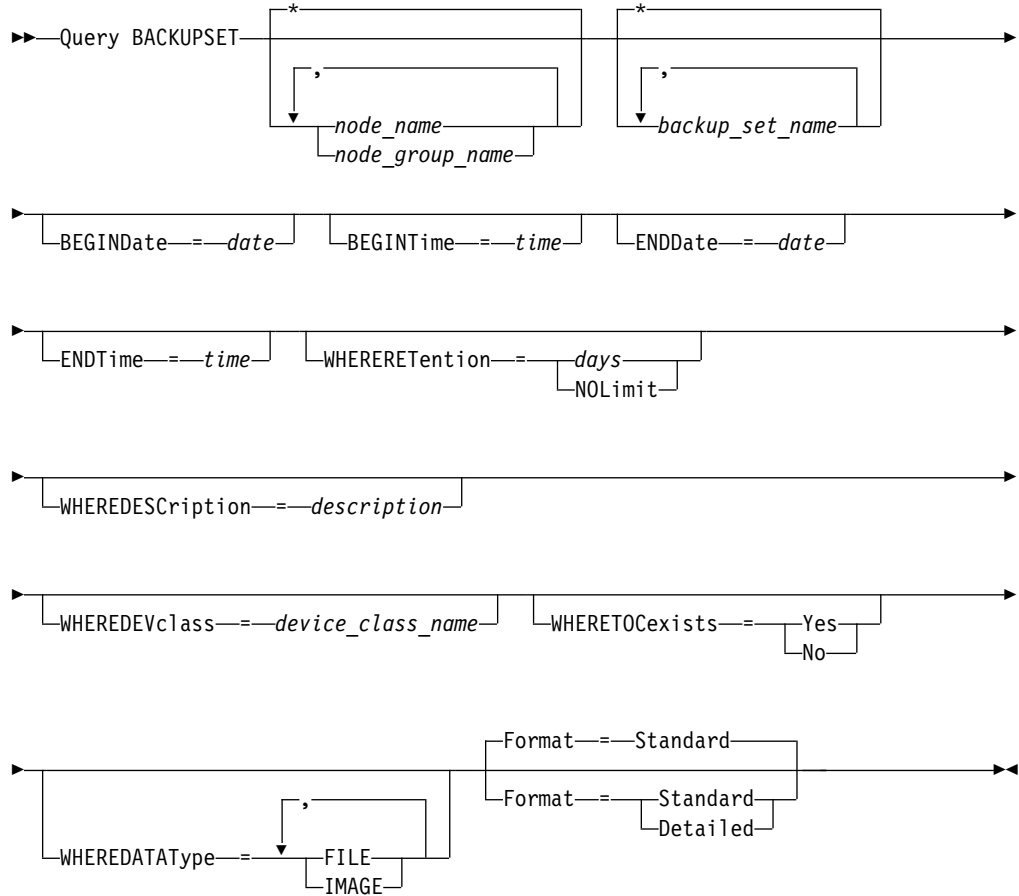 * *
►►—Query BACKUPSET—►
, ,
node_name backup_set_name
node_group_name
BEGINDate—=—date BEGINTime—=—time ENDDate—=—date
ENDTime—=—time WHERERETention—=—days
NOLimit
WHEREDESCription—=—description
WHEREDEVclass—=—device_class_name WHERETOCexists—=—Yes
No
Format—=—Standard
, Format—=—Standard
Detailed
WHEREDATAType—=—FILE
IMAGE